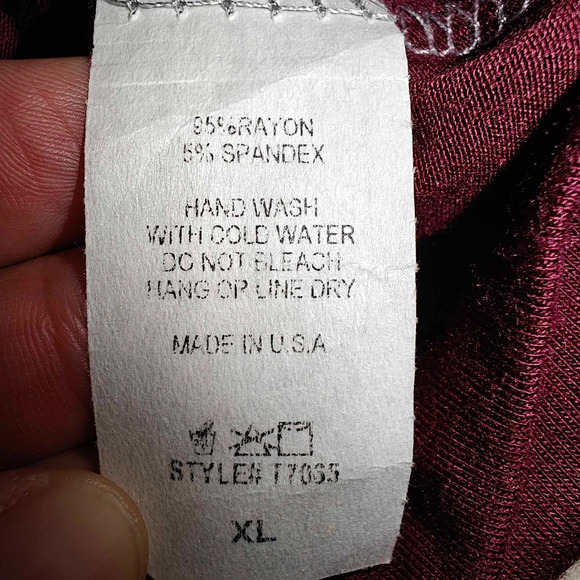 95%RAYON
5% SPANDEX
HAND WASH
WITH COLD WATER
DO NOT BLEACH
HANG OR LINE DRY
MADE IN U.S.A
STYLE# T7065
XL